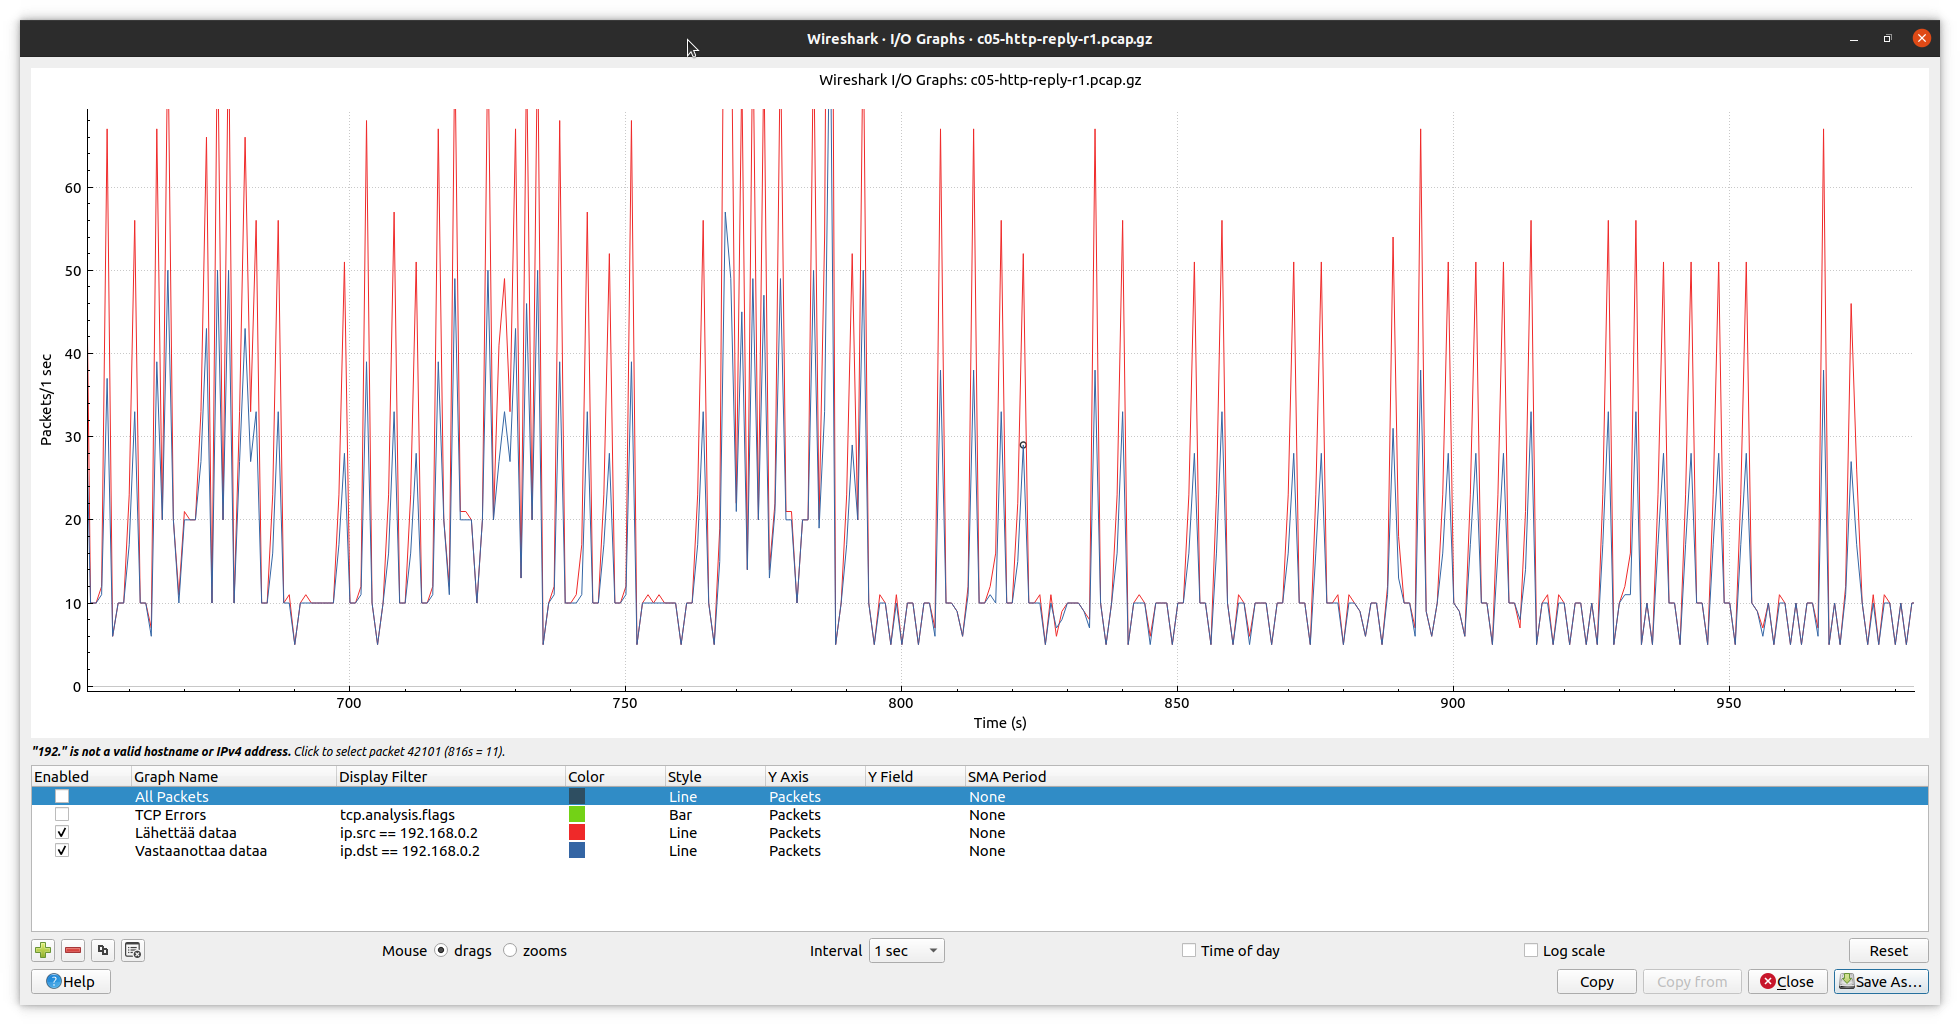 Wireshark · I/O Graphs · c05-http-reply-r1.pcap.gz
Wireshark I/O Graphs: c05-http-reply-r1.pcap.gz
60
50
40
30
20
10
0
Packets/1 sec
700 750 800 850 900 950
Time (s)
"192." is not a valid hostname or IPv4 address. Click to select packet 42101 (816s = 11).
Enabled Graph Name Display Filter Color Style Y Axis Y Field SMA Period
All Packets Line Packets None
TCP Errors tcp.analysis.flags Bar Packets None
Lähettää dataa ip.src == 192.168.0.2 Line Packets None
Vastaanottaa dataa ip.dst == 192.168.0.2 Line Packets None
Mouse drags zooms Interval 1 sec Time of day Log scale Reset
Help Copy Copy from Close Save As…